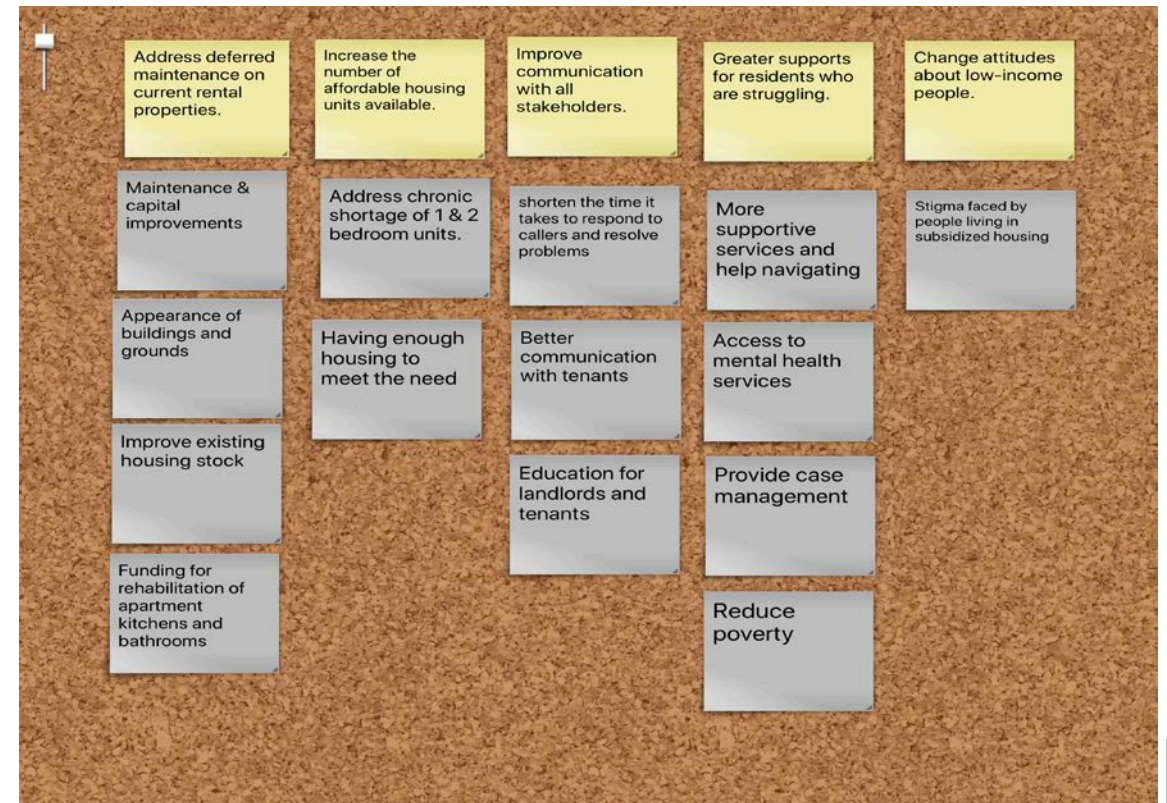 Address deferred
maintenance on
current rental
properties.
Increase the
number of
affordable housing
units available.
Improve
communication
with all
stakeholders.
Greater supports
for residents who
are struggling.
Change attitudes
about low-income
people.
Maintenance &
capital
improvements
Address chronic
shortage of 1 & 2
bedroom units.
shorten the time it
takes to respond to
callers and resolve
problems
More
supportive
services and
help navigating
Stigma faced by
people living in
subsidized housing
Appearance of
buildings and
grounds
Having enough
housing to
meet the need
Better
communication
with tenants
Access to
mental health
services
Improve existing
housing stock
Education for
landlords and
tenants
Provide case
management
Funding for
rehabilitation of
apartment
kitchens and
bathrooms
Reduce
poverty